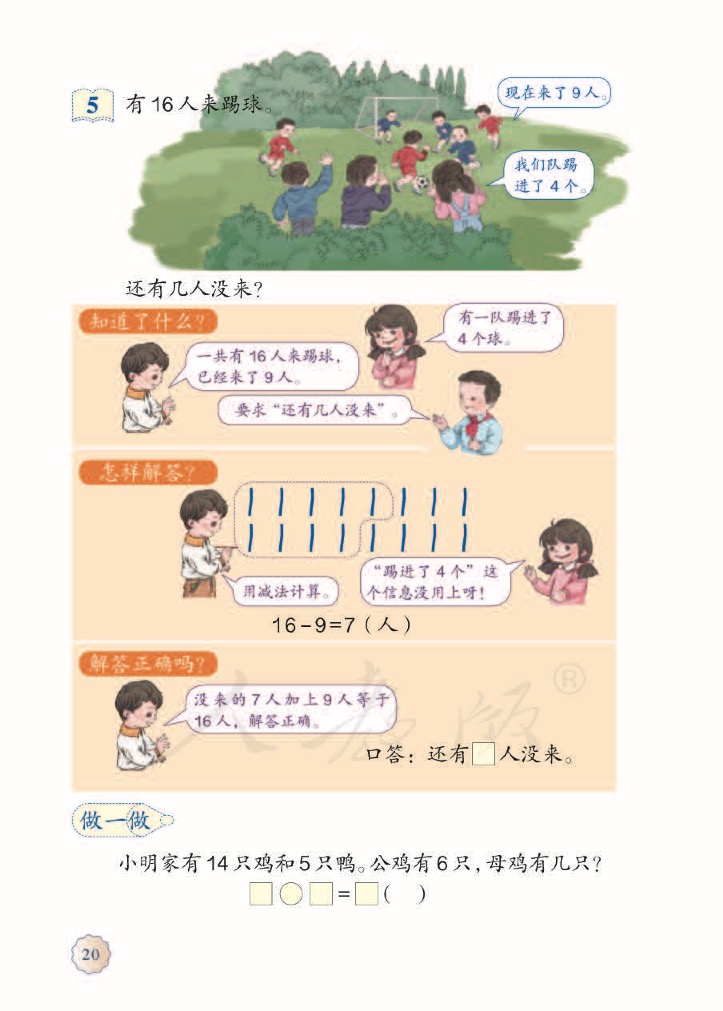 5 有16人来踢球。
现在来了9人。
我们队踢
进了4个。
还有几人没来？
知道了什么？
有一队踢进了
4个球。
一共有16人来踢球，
已经来了9人。
要求“还有几人没来”。
怎样解答？
“踢进了4个”这
个信息没用上呀！
用减法计算。
16-9=7（人）
解答正确吗？
没来的7人加上9人等于
16人，解答正确。
人教版®
口答：还有□人没来。
做一做
小明家有14只鸡和5只鸭。公鸡有6只，母鸡有几只？
□○□=□( )
20